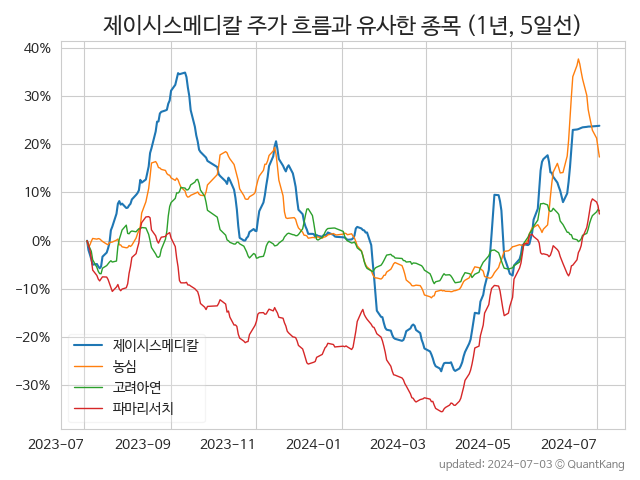 제이시스메디칼 주가 흐름과 유사한 종목 (1년, 5일선)
40%
30%
20%
10%
0%
−10%
−20%
−30%
제이시스메디칼
농심
고려아연
파마리서치
2023-07
2023-09
2023-11
2024-01
2024-03
2024-05
2024-07
updated: 2024-07-03 © QuantKang